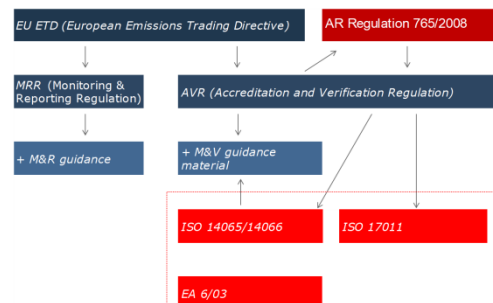 EU ETD (European Emissions Trading Directive)
AR Regulation 765/2008
MRR (Monitoring &
Reporting Regulation)
AVR (Accreditation and Verification Regulation)
+ M&R guidance
+ M&V guidance
material
ISO 14065/14066
ISO 17011
EA 6/03